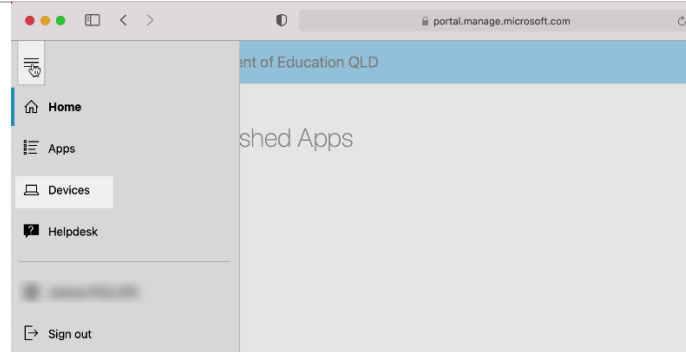 portal.manage.microsoft.com
ent of Education QLD
Home
shed Apps
Apps
Devices
Helpdesk
Sign out